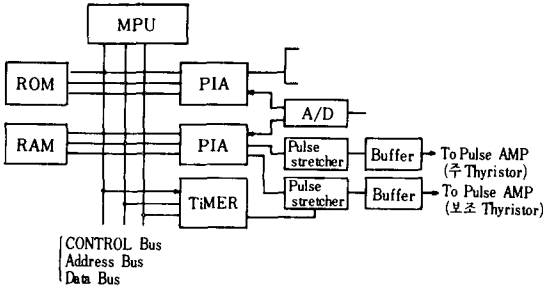 MPU
ROM
PIA
A/D
RAM
PIA
Pulse
stretcher
Buffer
To Pulse AMP
(주 Thyristor)
TiMER
Pulse
stretcher
Buffer
To Pulse AMP
(보조 Thyristor)
CONTROL Bus
Address Bus
Data Bus